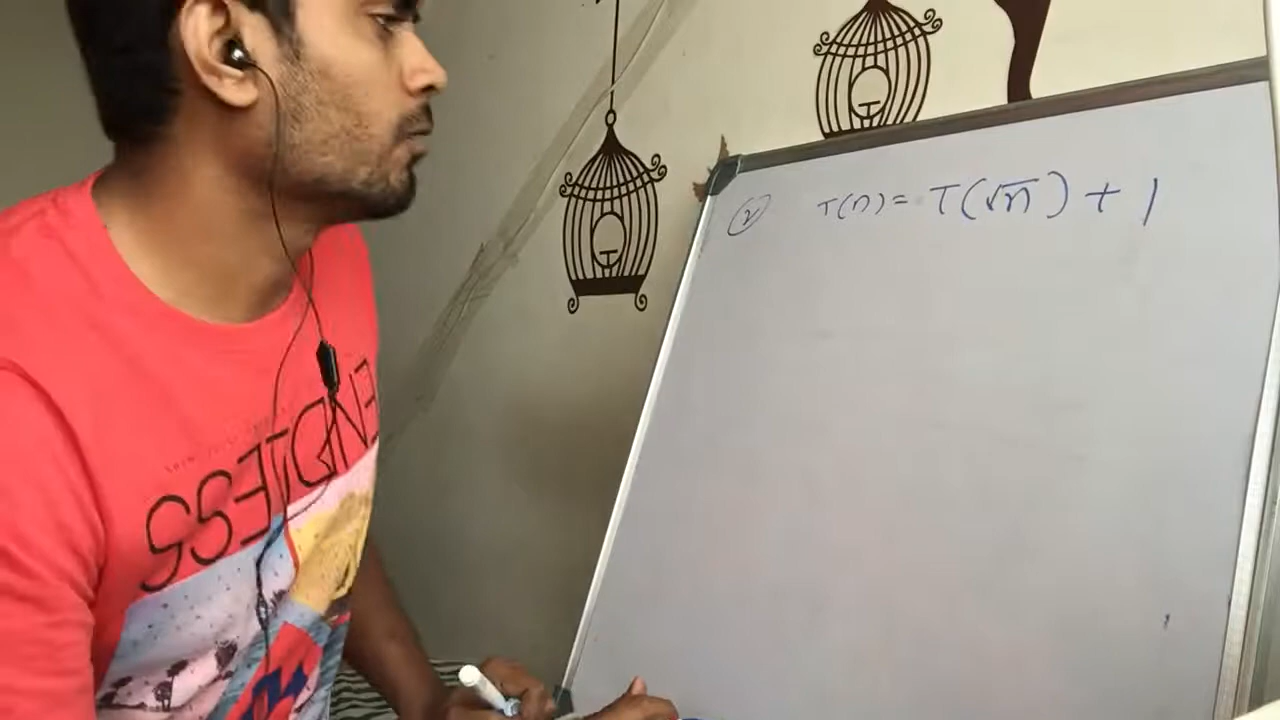 ② T(n) = T(√n) + 1
ENDLESS